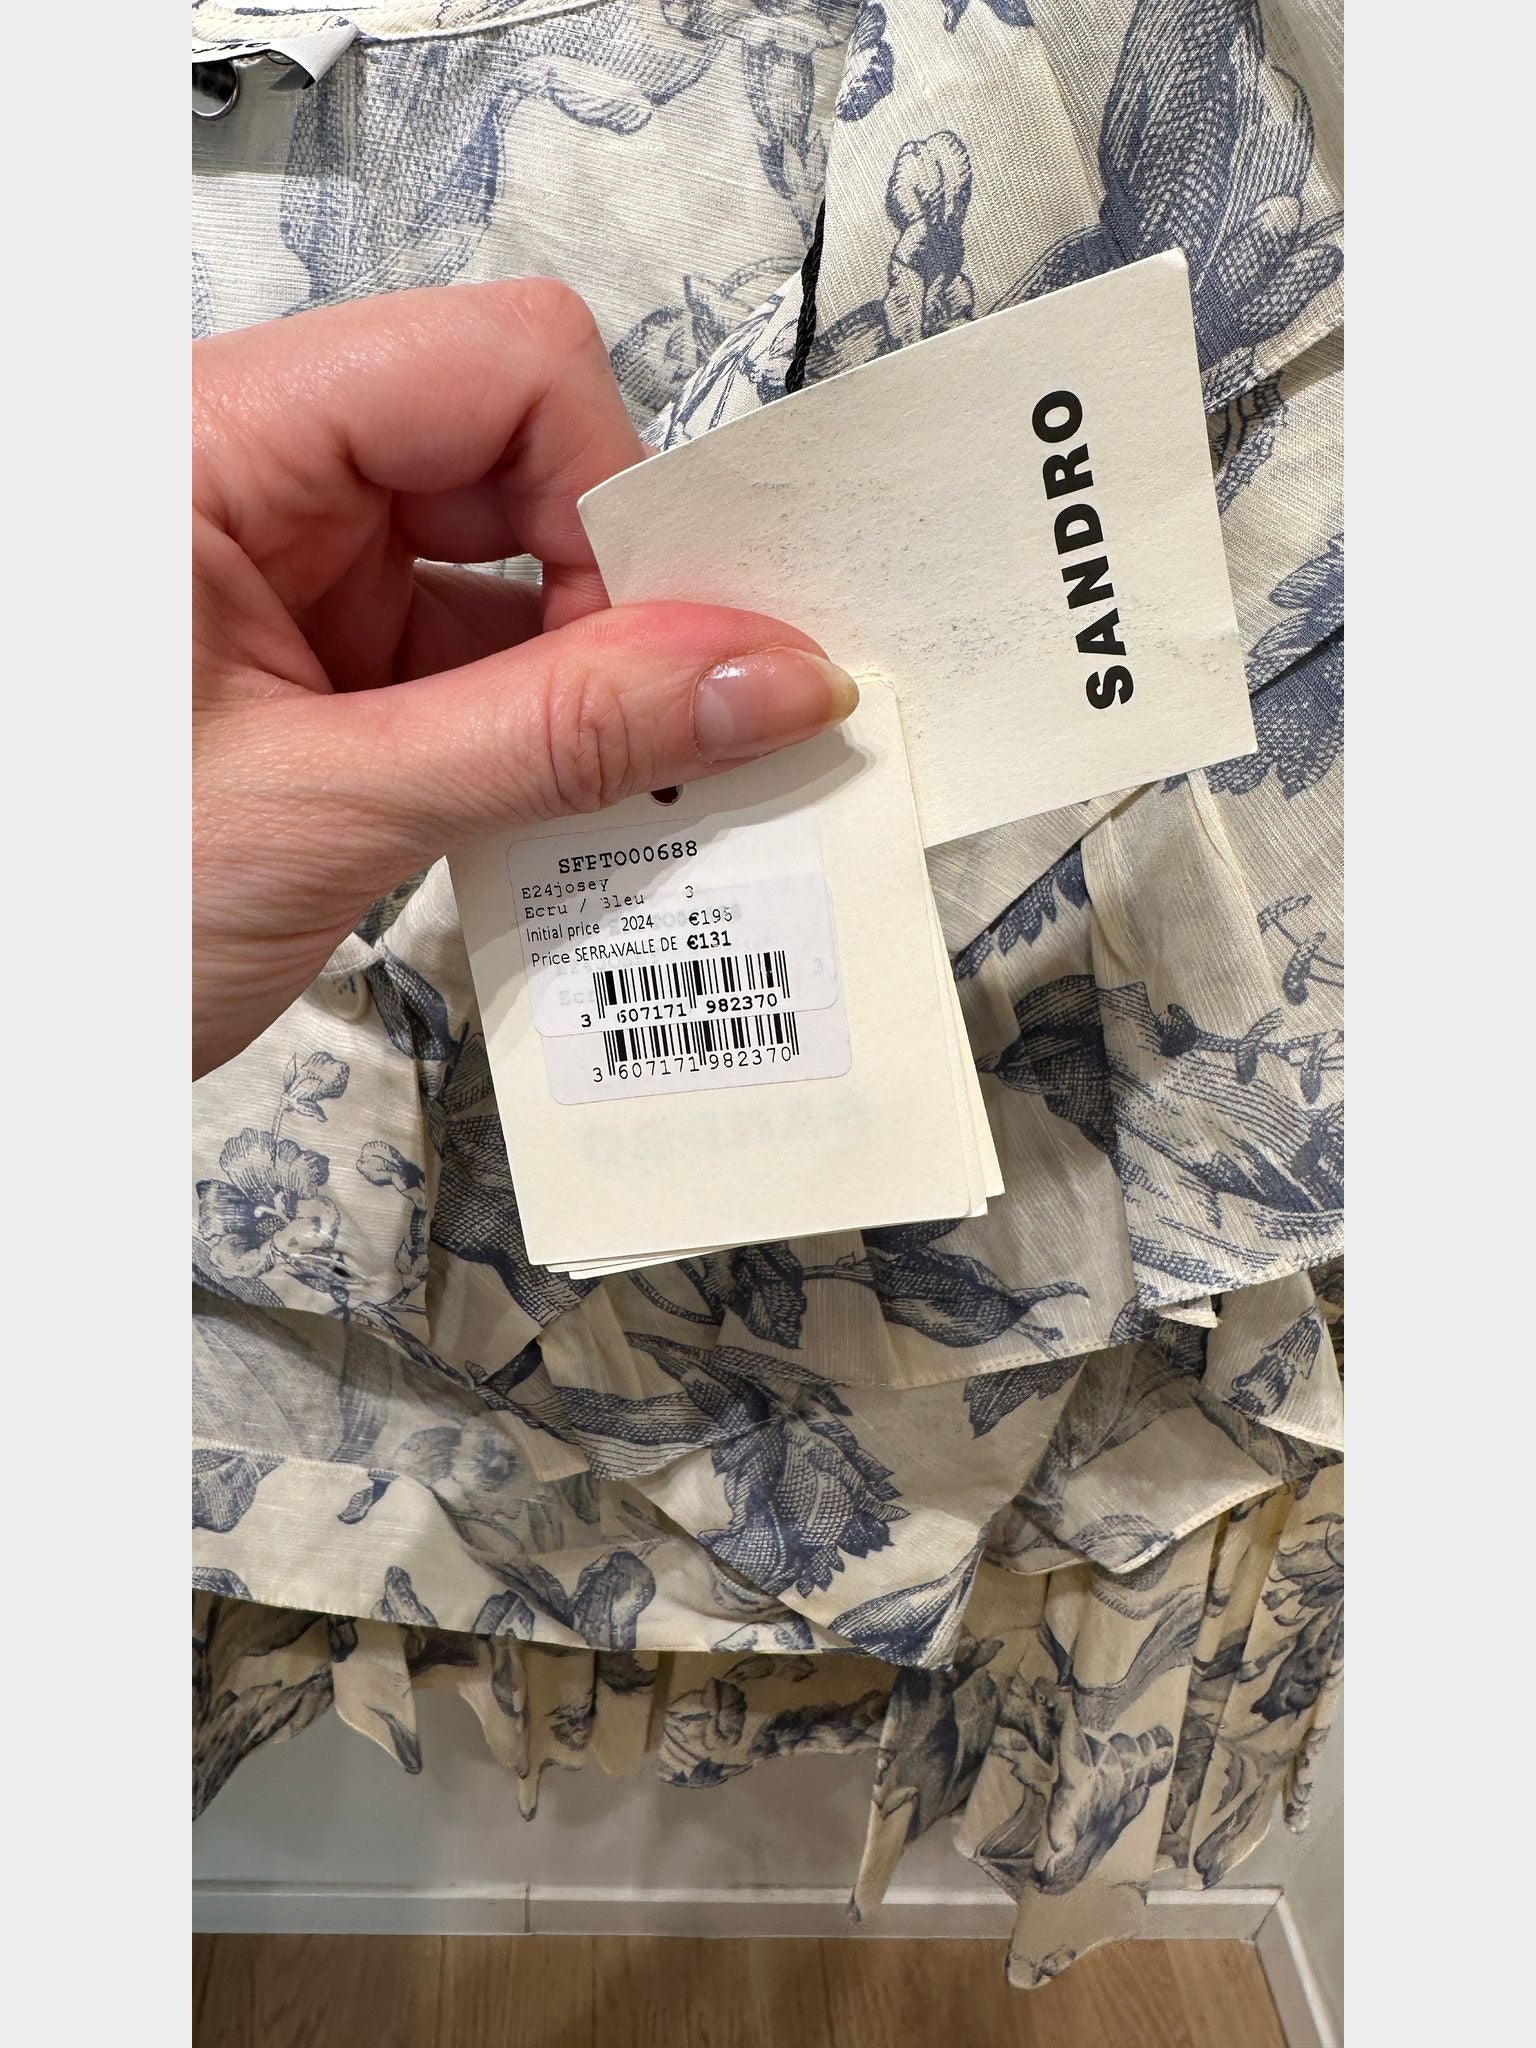 SANDRO
SFPTO00688
E24josey
Ecru / Bleu 3
Initial price 2024 €195
Price SERRAVALLE DE €131
3 607171 982370
3 607171 982370